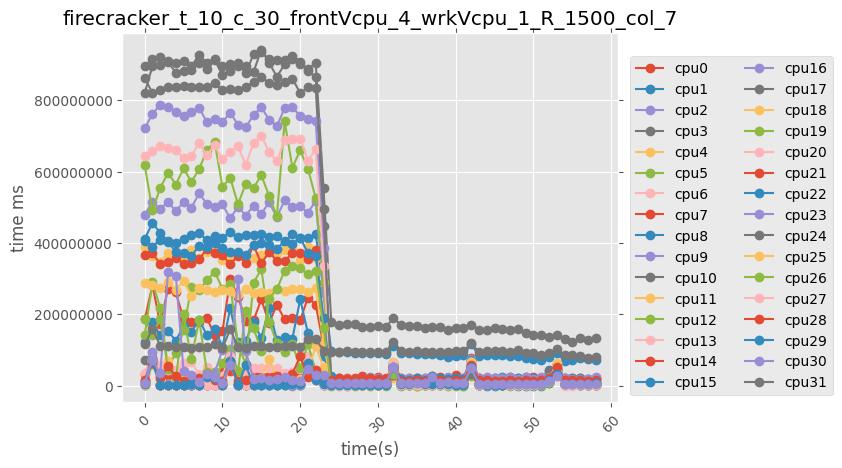 firecracker_t_10_c_30_frontVcpu_4_wrkVcpu_1_R_1500_col_7
time ms
800000000
600000000
400000000
200000000
0
0
10
20
30
40
50
60
time(s)
cpu0
cpu1
cpu2
cpu3
cpu4
cpu5
cpu6
cpu7
cpu8
cpu9
cpu10
cpu11
cpu12
cpu13
cpu14
cpu15
cpu16
cpu17
cpu18
cpu19
cpu20
cpu21
cpu22
cpu23
cpu24
cpu25
cpu26
cpu27
cpu28
cpu29
cpu30
cpu31